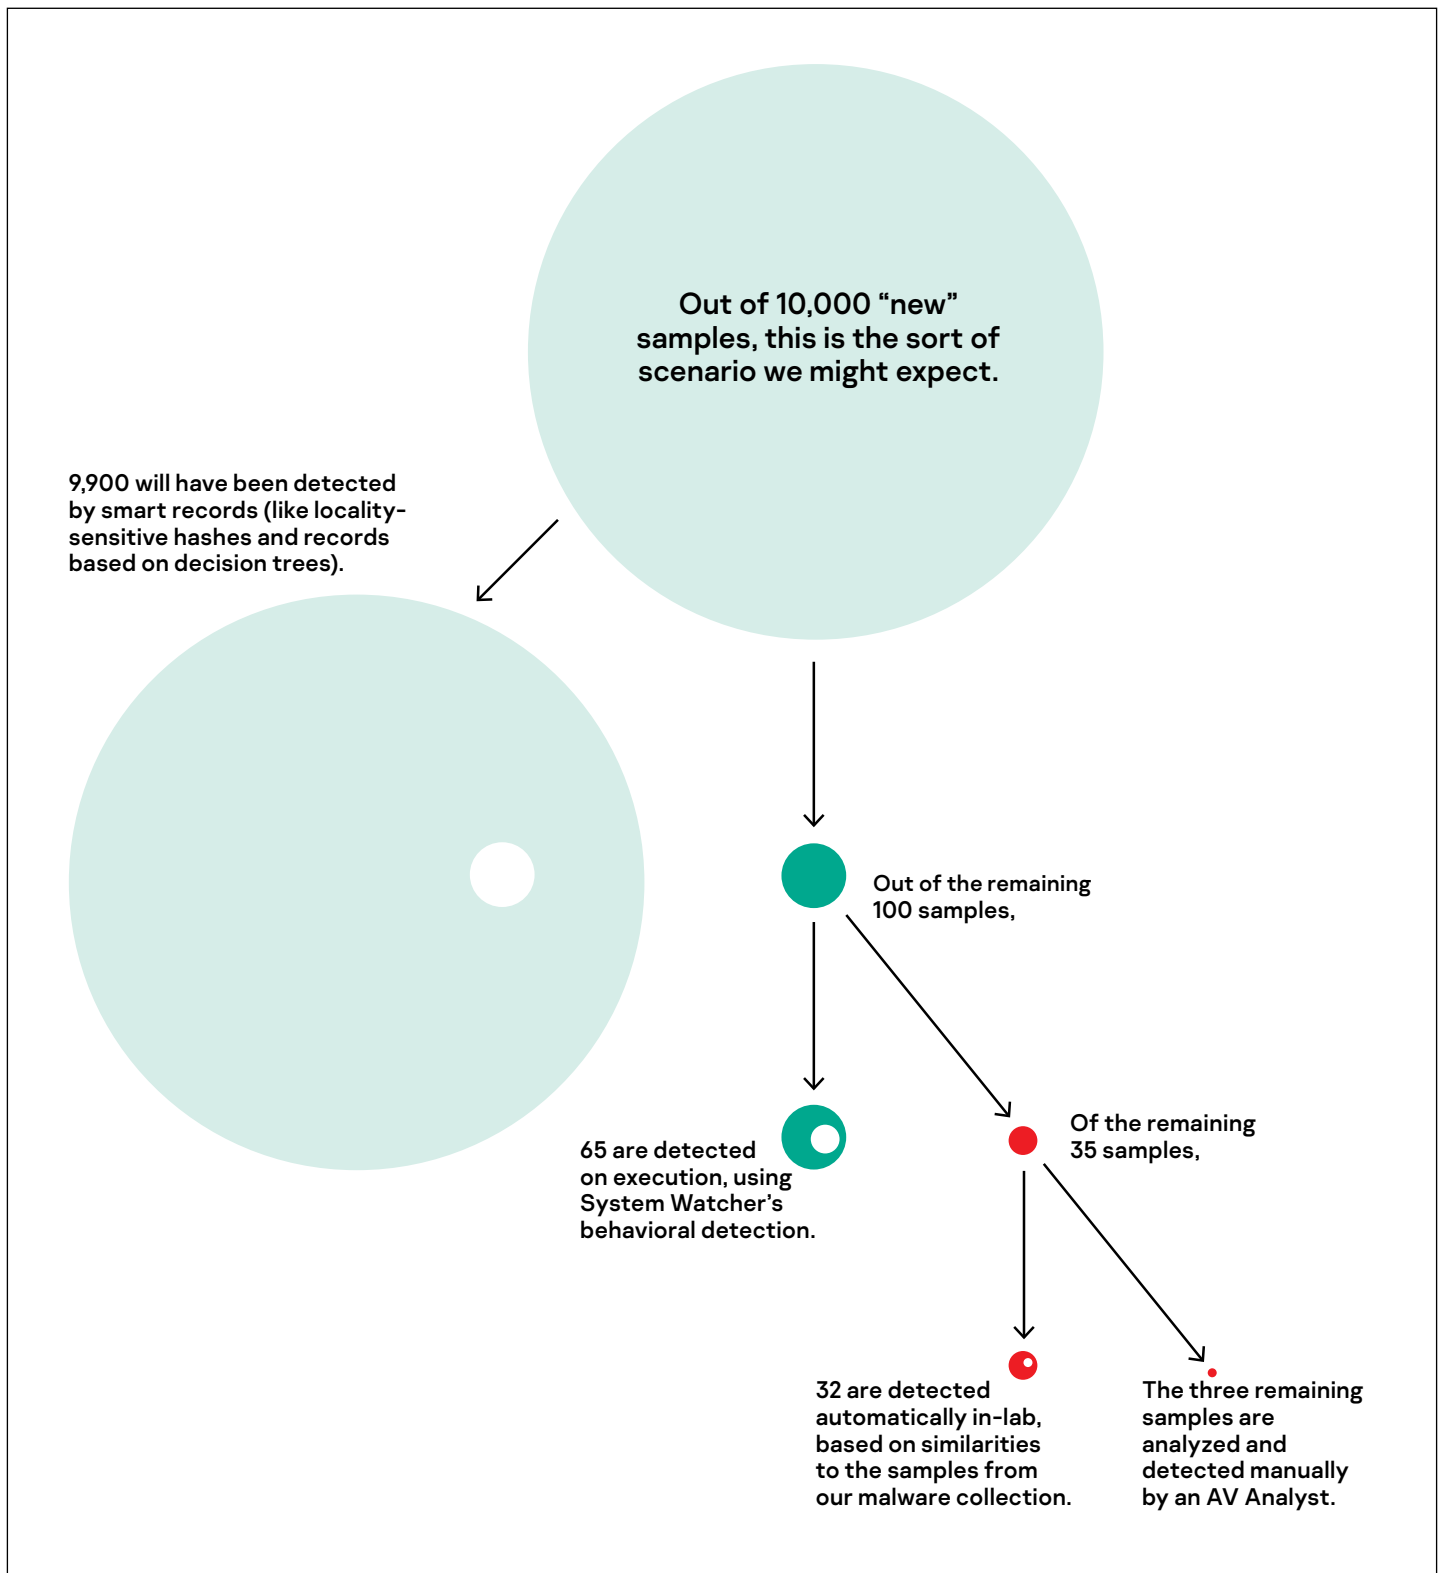 Out of 10,000 “new”
samples, this is the sort of
scenario we might expect.
9,900 will have been detected
by smart records (like locality-
sensitive hashes and records
based on decision trees).
Out of the remaining
100 samples,
65 are detected
on execution, using
System Watcher’s
behavioral detection.
Of the remaining
35 samples,
32 are detected
automatically in-lab,
based on similarities
to the samples from
our malware collection.
The three remaining
samples are
analyzed and
detected manually
by an AV Analyst.